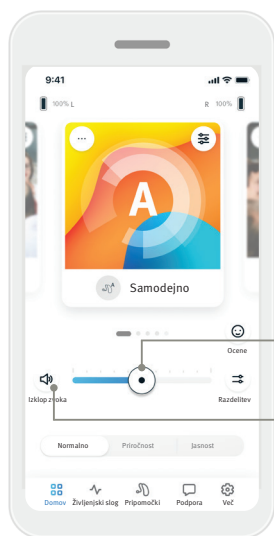 9:41
100% L
R 100%
A
Samodejno
Ocene
Izklop zvoka
Razdelitev
Normalno Priročnost Jasnost
Domov Življenjski slog Pripomočki Podpora Več